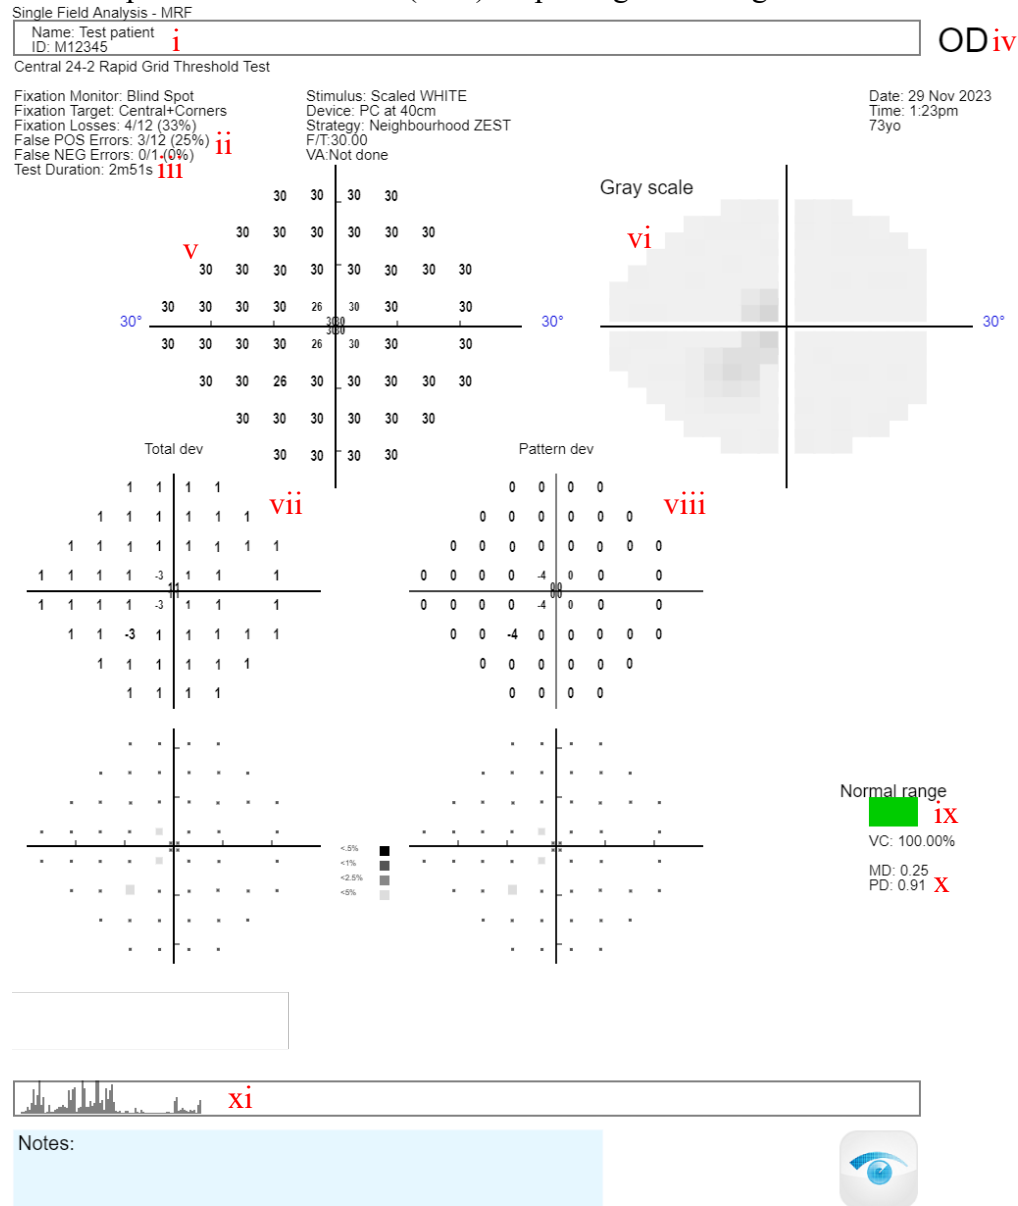 Single Field Analysis - MRF
Name: Test patient i
ID: M12345
OD iv
Central 24-2 Rapid Grid Threshold Test
Fixation Monitor: Blind Spot
Fixation Target: Central+Corners
Fixation Losses: 4/12 (33%)
False POS Errors: 3/12 (25%) ii
False NEG Errors: 0/1 (0%)
Test Duration: 2m51s iii
Stimulus: Scaled WHITE
Device: PC at 40cm
Strategy: Neighbourhood ZEST
F/T:30.00
VA:Not done
Date: 29 Nov 2023
Time: 1:23pm
73yo
v
30 30 30 30
30 30 30 30 30 30
30 30 30 30 30 30 30 30
30 30 30 30 26 30 30 30
30° 30°
30 30 30 30 26 30 30 30
30 30 26 30 30 30 30 30
30 30 30 30 30 30
30 30 30 30
Gray scale
vi
30°
Total dev
vii
1 1 1 1
1 1 1 1 1 1
1 1 1 1 1 1 1 1
1 1 1 1 -3 1 1 1
1 1 1 1 -3 1 1 1
1 1 -3 1 1 1 1 1
1 1 1 1 1 1
1 1 1 1
Pattern dev
viii
0 0 0 0
0 0 0 0 0 0
0 0 0 0 0 0 0 0
0 0 0 0 -4 0 0 0
0 0 0 0 -4 0 0 0
0 0 -4 0 0 0 0 0
0 0 0 0 0 0
0 0 0 0
<.5%
<1%
<2.5%
<5%
Normal range
ix
VC: 100.00%
MD: 0.25
PD: 0.91 x
xi
Notes: